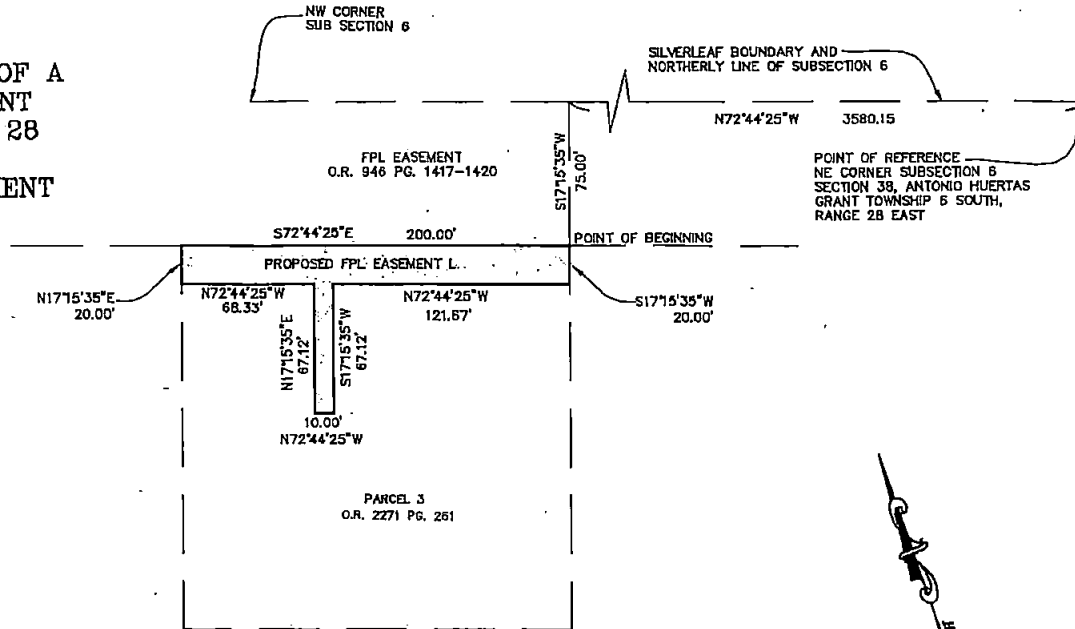 NW CORNER
SUB SECTION 6
OF A
NT
28
ENT
SILVERLEAF BOUNDARY AND
NORTHERLY LINE OF SUBSECTION 6
N72°44'25"W 3580.15
FPL EASEMENT
O.R. 946 PG. 1417-1420
S17°15'35"W
75.00'
POINT OF REFERENCE
NE CORNER SUBSECTION 6
SECTION 38, ANTONIO HUERTAS
GRANT TOWNSHIP 6 SOUTH,
RANGE 28 EAST
S72°44'25"E 200.00'
POINT OF BEGINNING
PROPOSED FPL EASEMENT L
N17°15'35"E
20.00'
N72°44'25"W
68.33'
N72°44'25"W
121.67'
S17°15'35"W
20.00'
N17°15'35"E
67.12'
S17°15'35"W
67.12'
10.00'
N72°44'25"W
PARCEL 3
O.R. 2271 PG. 261